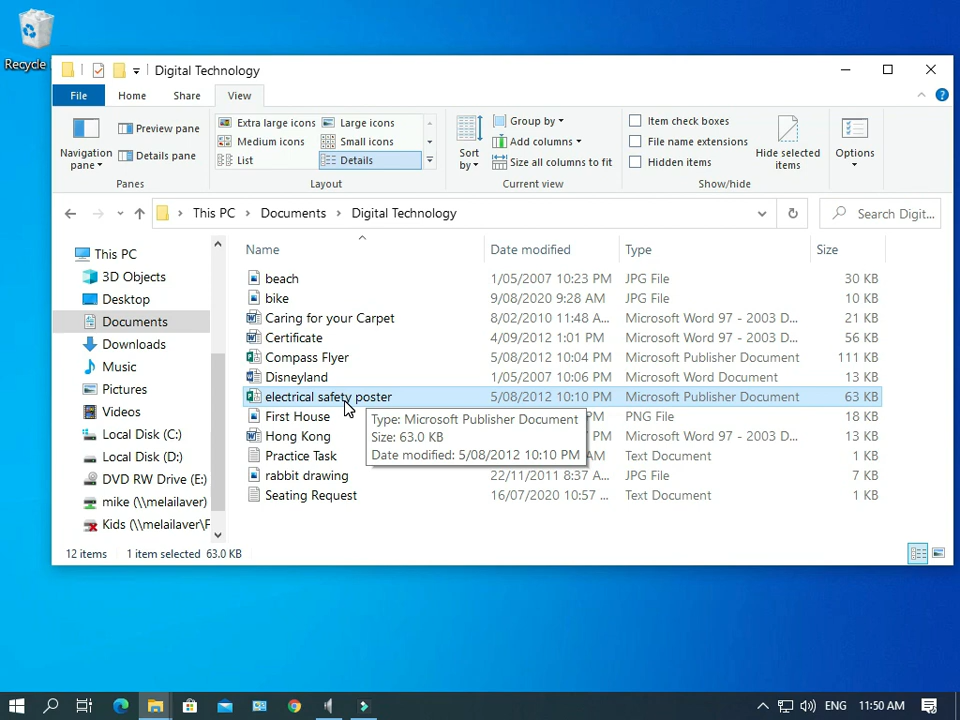 Recycle
Digital Technology
File Home Share View
Navigation pane
Preview pane
Details pane
Panes
Extra large icons Large icons
Medium icons Small icons
List Details
Layout
Sort by
Group by
Add columns
Size all columns to fit
Current view
Item check boxes
File name extensions
Hidden items
Hide selected items
Show/hide
Options
This PC Documents Digital Technology
Search Digit...
This PC
3D Objects
Desktop
Documents
Downloads
Music
Pictures
Videos
Local Disk (C:)
Local Disk (D:)
DVD RW Drive (E:)
mike (\\melailaver)
Kids (\\melailaver\F
Name Date modified Type Size
beach 1/05/2007 10:23 PM JPG File 30 KB
bike 9/08/2020 9:28 AM JPG File 10 KB
Caring for your Carpet 8/02/2010 11:48 A... Microsoft Word 97 - 2003 D... 21 KB
Certificate 4/09/2012 1:01 PM Microsoft Word 97 - 2003 D... 56 KB
Compass Flyer 5/08/2012 10:04 PM Microsoft Publisher Document 111 KB
Disneyland 1/05/2007 10:06 PM Microsoft Word 97 - 2003 D... 13 KB
electrical safety poster 5/08/2012 10:10 PM Microsoft Publisher Document 63 KB
First House PM PNG File 18 KB
Hong Kong PM Microsoft Word 97 - 2003 D... 13 KB
Practice Task Text Document 1 KB
rabbit drawing 22/11/2011 8:37 A... JPG File 7 KB
Seating Request 16/07/2020 10:57 ... Text Document 1 KB
Type: Microsoft Publisher Document
Size: 63.0 KB
Date modified: 5/08/2012 10:10 PM
12 items 1 item selected 63.0 KB
ENG 11:50 AM